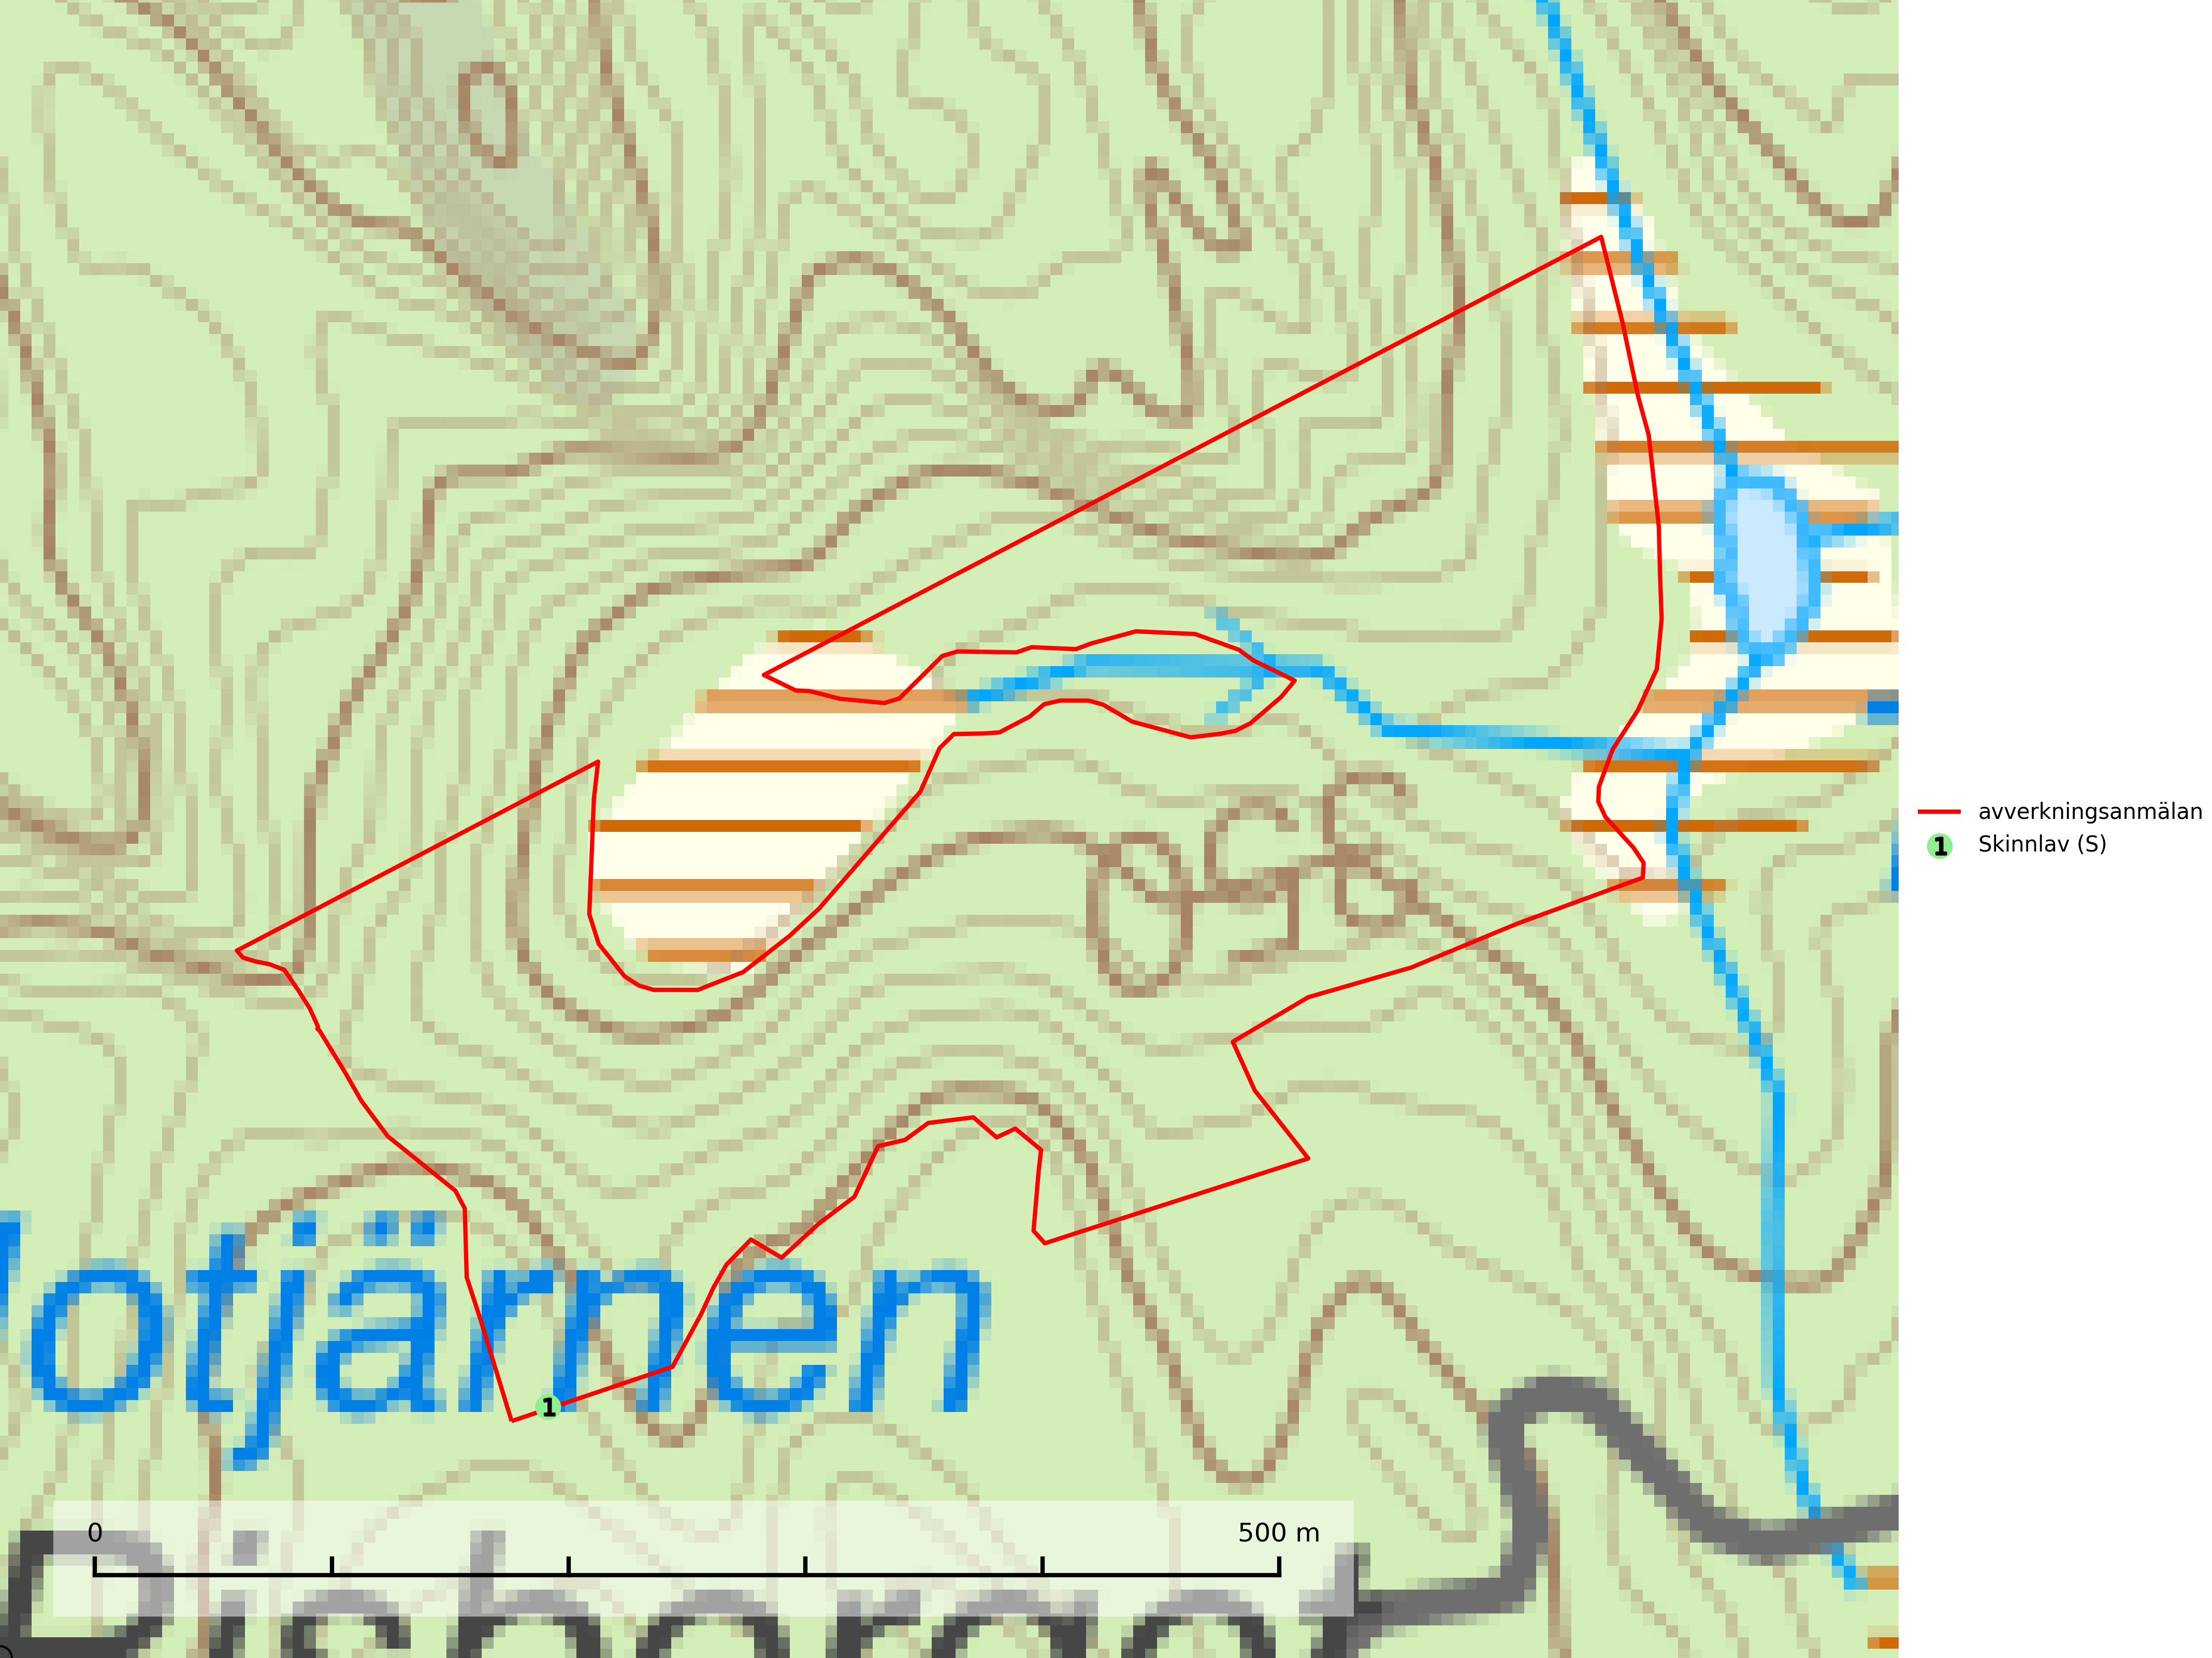 avverkningsanmälan
1 Skinnlav (S)
otjärnen
1
0 500 m